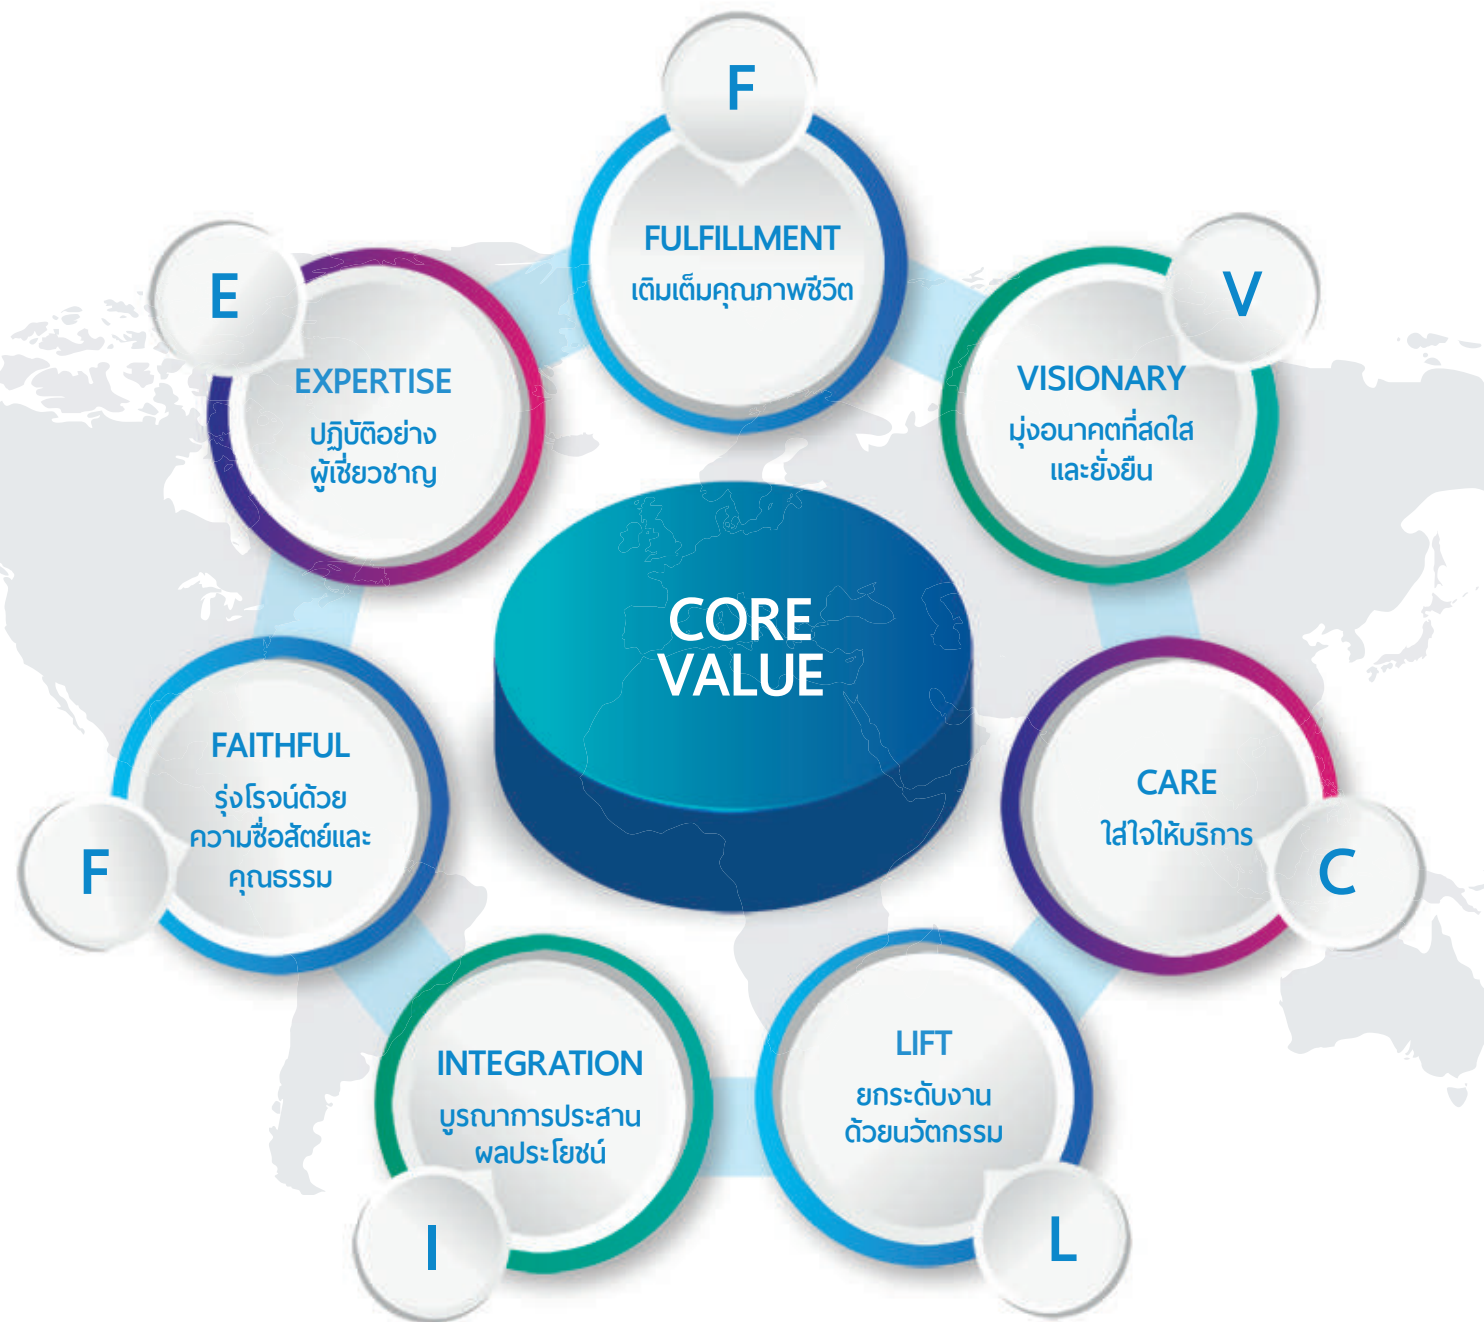 F
FULFILLMENT
เติมเต็มคุณภาพชีวิต
V
VISIONARY
มุ่งอนาคตที่สดใส
และยั่งยืน
C
CARE
ใส่ใจให้บริการ
L
LIFT
ยกระดับงาน
ด้วยนวัตกรรม
I
INTEGRATION
บูรณาการประสาน
ผลประโยชน์
F
FAITHFUL
รุ่งโรจน์ด้วย
ความซื่อสัตย์และ
คุณธรรม
E
EXPERTISE
ปฏิบัติอย่าง
ผู้เชี่ยวชาญ
CORE
VALUE